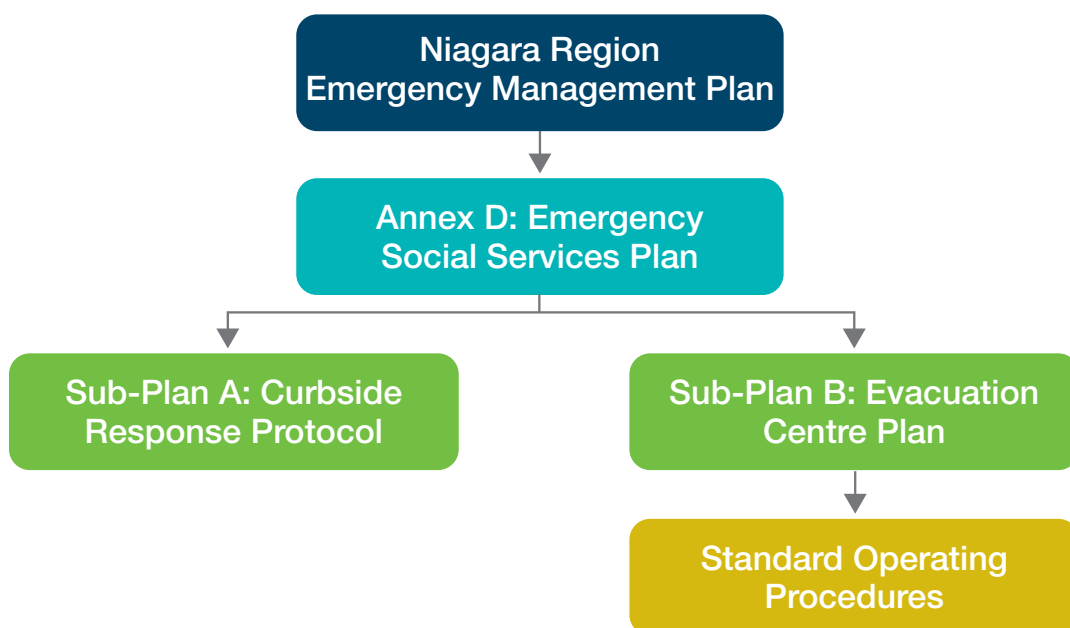 Niagara Region
Emergency Management Plan
Annex D: Emergency
Social Services Plan
Sub-Plan A: Curbside
Response Protocol
Sub-Plan B: Evacuation
Centre Plan
Standard Operating
Procedures